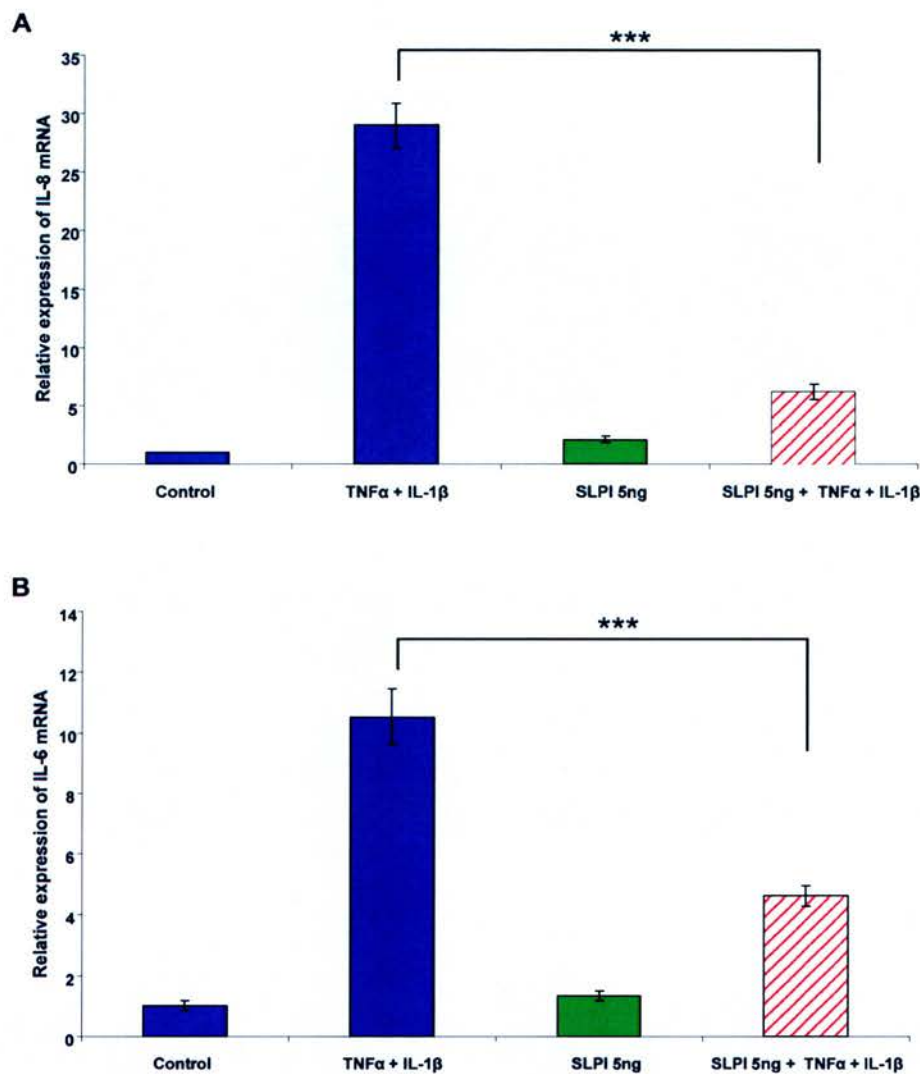 A
***
Relative expression of IL-8 mRNA
35
30
25
20
15
10
5
0
Control
TNFα + IL-1β
SLPI 5ng
SLPI 5ng + TNFα + IL-1β
B
***
Relative expression of IL-6 mRNA
14
12
10
8
6
4
2
0
Control
TNFα + IL-1β
SLPI 5ng
SLPI 5ng + TNFα + IL-1β